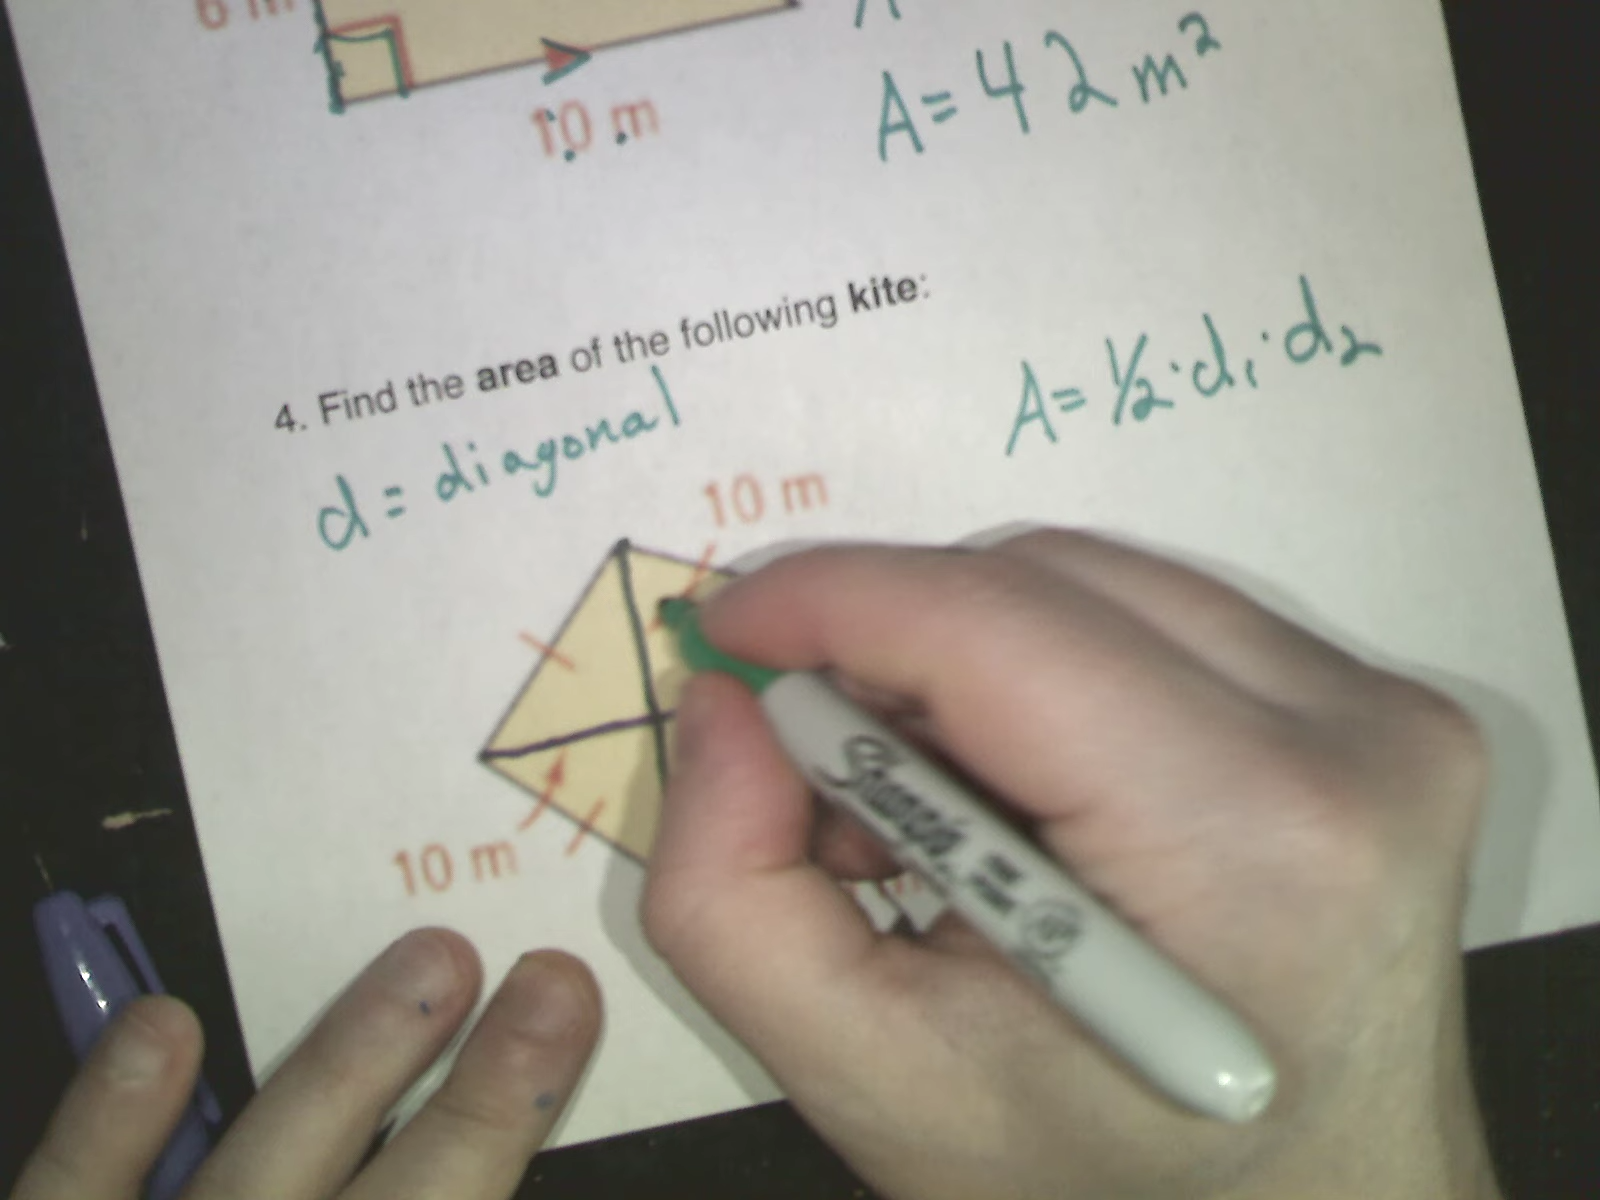 6 m
10 m
A
A = 42 m²
4. Find the area of the following kite:
d = diagonal
A = ½ · d₁ · d₂
10 m
10 m
Sharpie